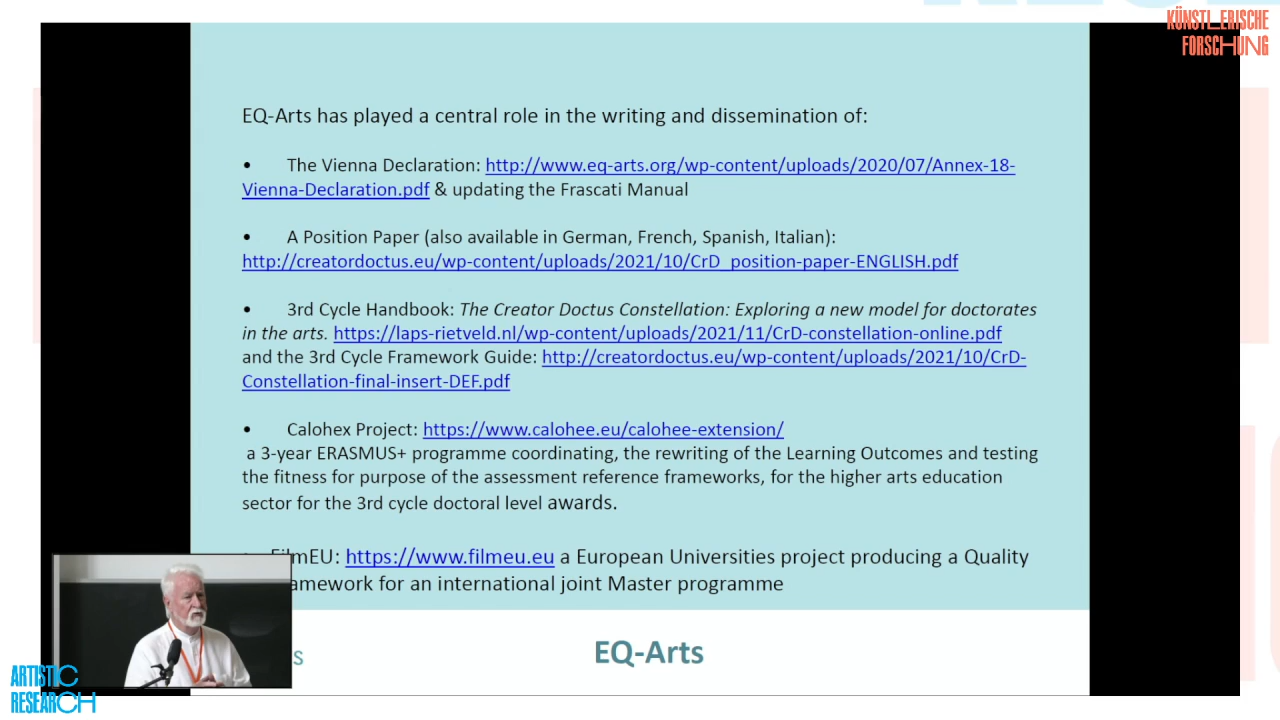 KÜNSTL_ERISCHE
FORSCHUNG
EQ-Arts has played a central role in the writing and dissemination of:
• The Vienna Declaration: http://www.eq-arts.org/wp-content/uploads/2020/07/Annex-18-
Vienna-Declaration.pdf & updating the Frascati Manual
• A Position Paper (also available in German, French, Spanish, Italian):
http://creatordoctus.eu/wp-content/uploads/2021/10/CrD_position-paper-ENGLISH.pdf
• 3rd Cycle Handbook: The Creator Doctus Constellation: Exploring a new model for doctorates
in the arts. https://laps-rietveld.nl/wp-content/uploads/2021/11/CrD-constellation-online.pdf
and the 3rd Cycle Framework Guide: http://creatordoctus.eu/wp-content/uploads/2021/10/CrD-
Constellation-final-insert-DEF.pdf
• Calohex Project: https://www.calohee.eu/calohee-extension/
a 3-year ERASMUS+ programme coordinating, the rewriting of the Learning Outcomes and testing
the fitness for purpose of the assessment reference frameworks, for the higher arts education
sector for the 3rd cycle doctoral level awards.
FilmEU: https://www.filmeu.eu a European Universities project producing a Quality
amework for an international joint Master programme
s
EQ-Arts
ARTISTIC
RESEARCH